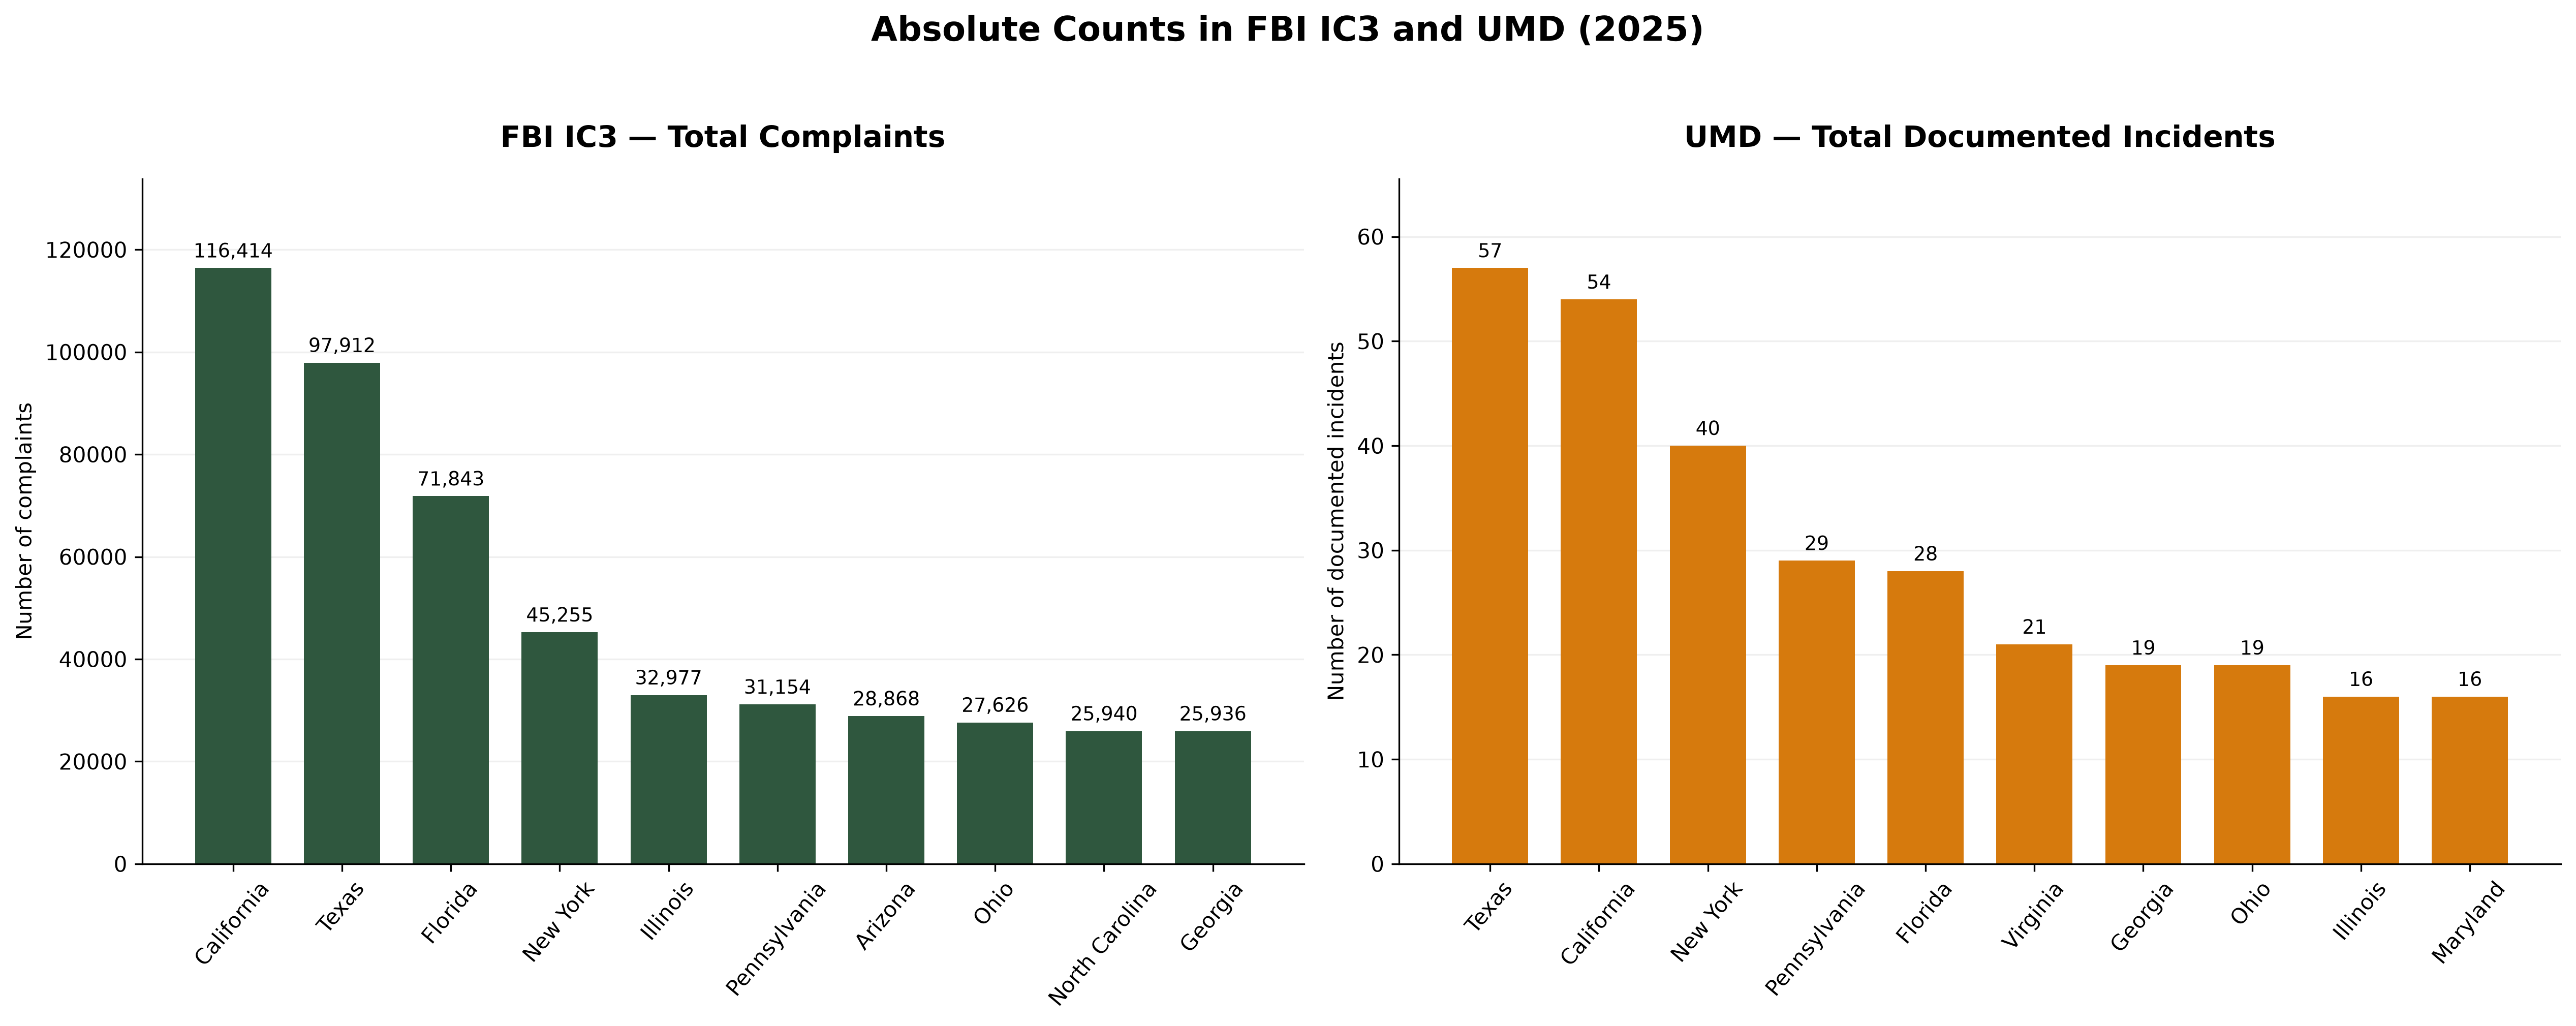 Absolute Counts in FBI IC3 and UMD (2025)
FBI IC3 — Total Complaints
Number of complaints
120000
100000
80000
60000
40000
20000
0
116,414
97,912
71,843
45,255
32,977
31,154
28,868
27,626
25,940
25,936
California
Texas
Florida
New York
Illinois
Pennsylvania
Arizona
Ohio
North Carolina
Georgia
UMD — Total Documented Incidents
Number of documented incidents
60
50
40
30
20
10
0
57
54
40
29
28
21
19
19
16
16
Texas
California
New York
Pennsylvania
Florida
Virginia
Georgia
Ohio
Illinois
Maryland